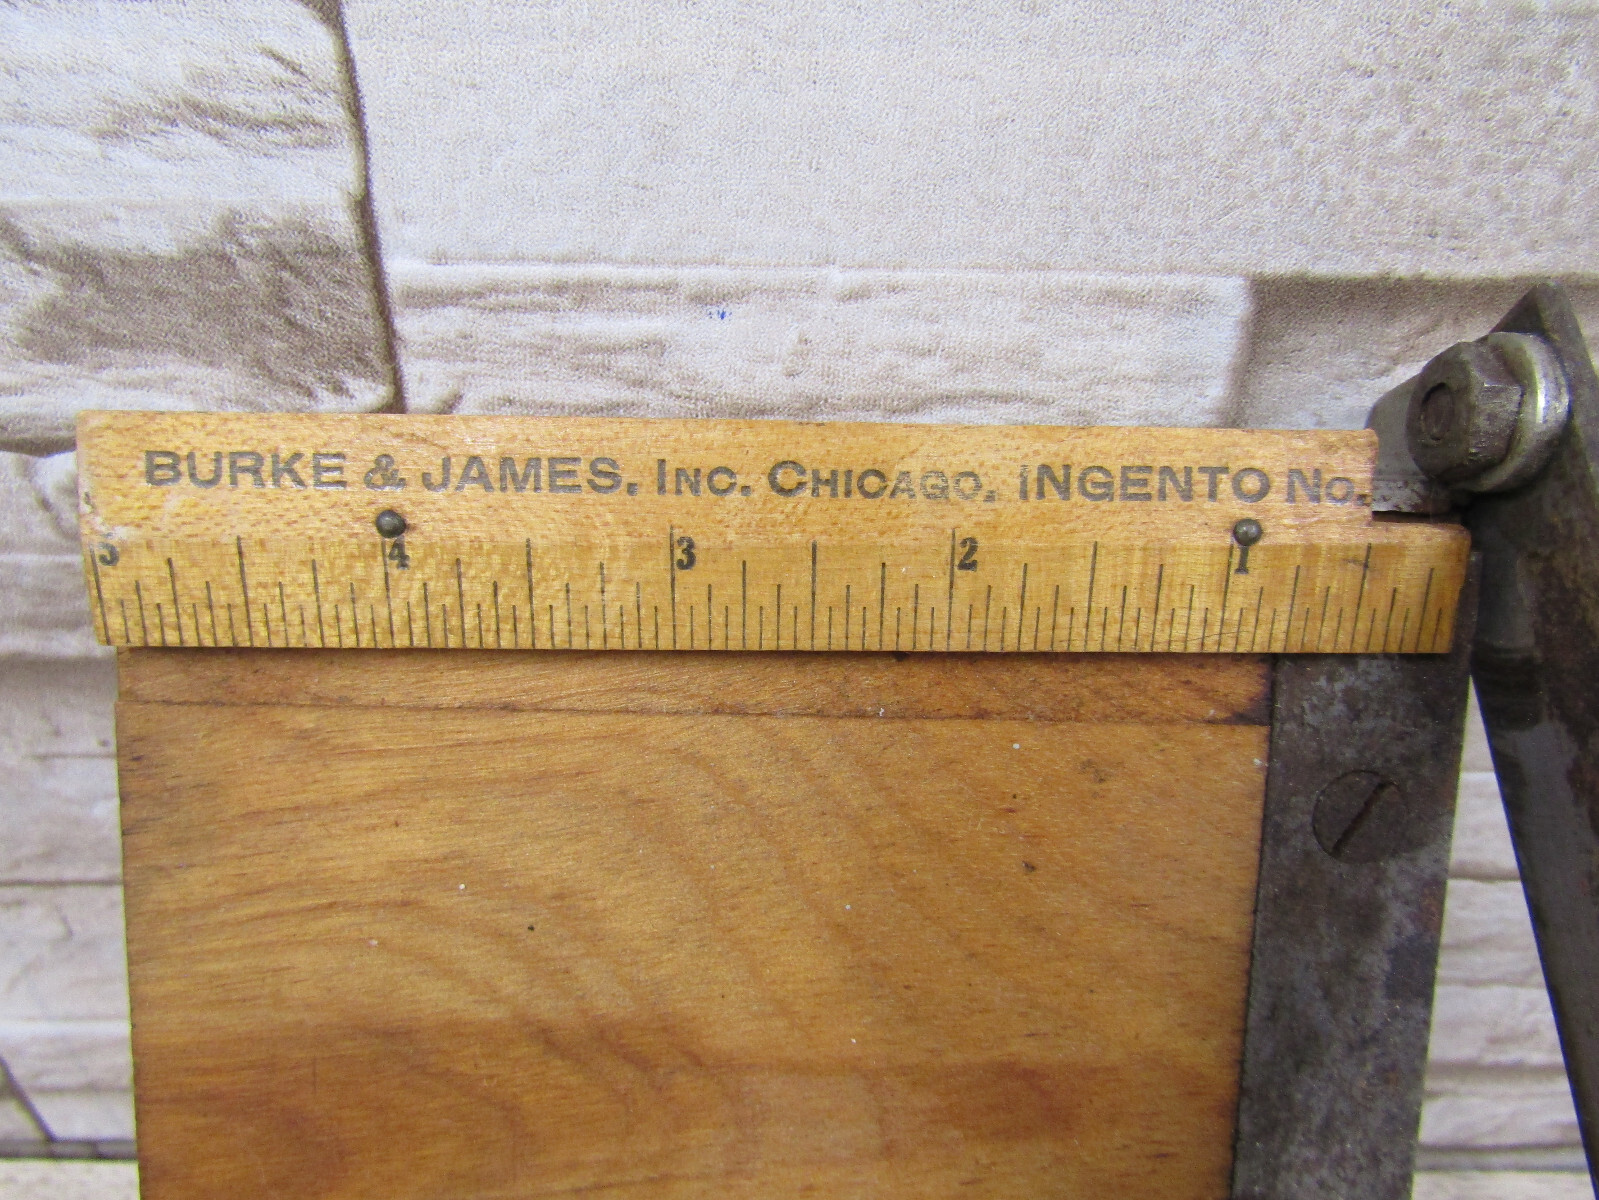 BURKE & JAMES, INC. CHICAGO. INGENTO NO.
5 4 3 2 1